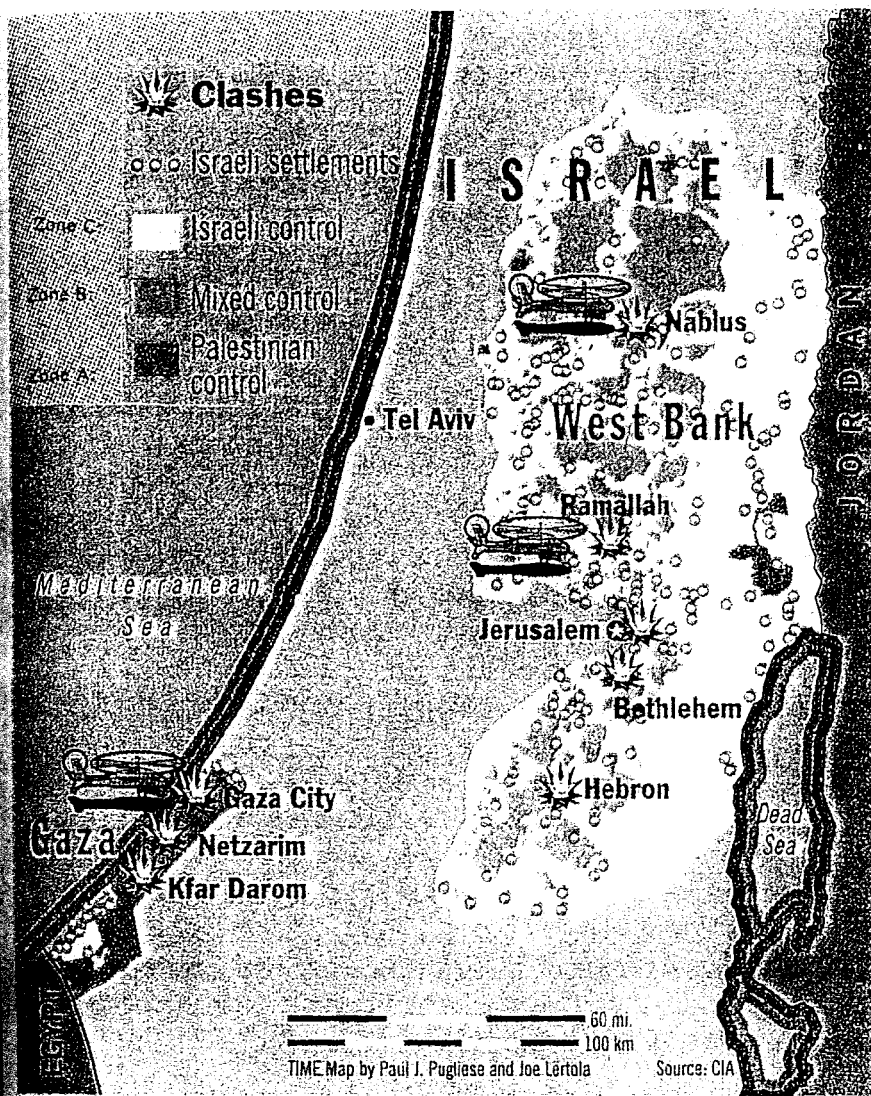 Clashes
Israeli settlements
Zone C.
Israeli control
Zone B.
Mixed control
Zone A.
Palestinian
control
ISRAEL
Nablus
JORDAN
Tel Aviv
West Bank
Ramallah
Mediterranean
Sea
Jerusalem
Bethlehem
Gaza City
Hebron
Gaza
Netzarim
Dead
Sea
Kfar Darom
EGYPT
60 mi.
100 km
TIME Map by Paul J. Pugliese and Joe Lertola
Source: CIA